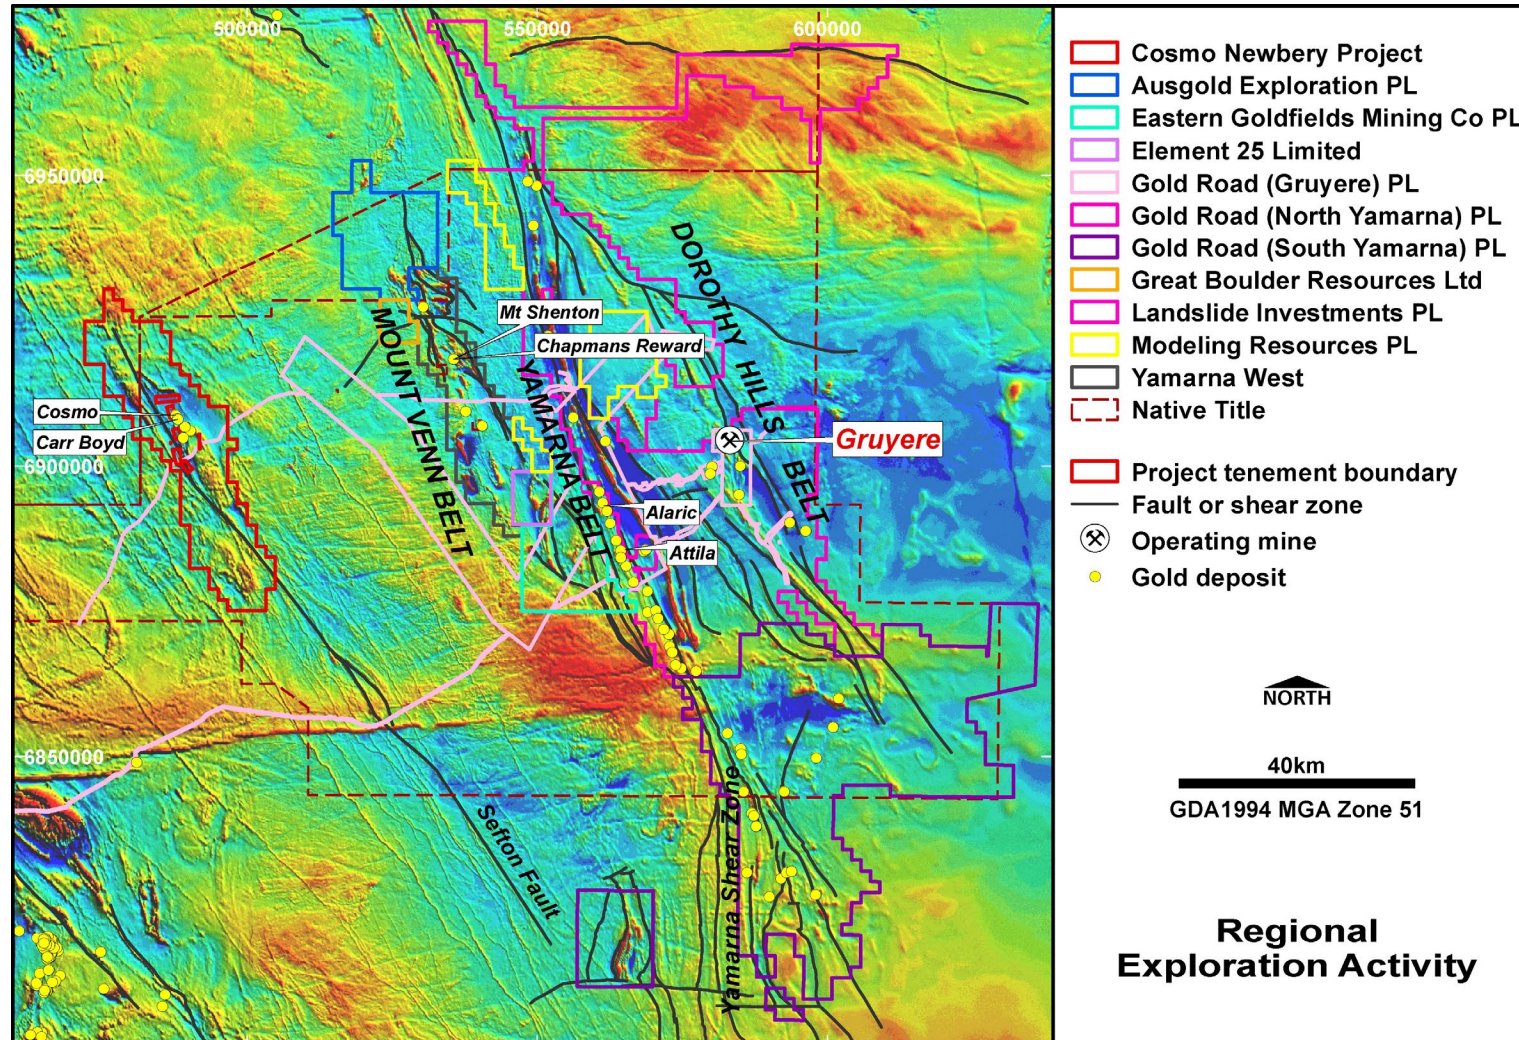 500000
550000
600000
6950000
6900000
6850000
DOROTHY HILLS BELT
MOUNT VENN BELT
YAMARNA BELT
Mt Shenton
Chapmans Reward
Cosmo
Carr Boyd
Gruyere
Alaric
Attila
Sefton Fault
Yamarna Shear Zone
Cosmo Newbery Project
Ausgold Exploration PL
Eastern Goldfields Mining Co PL
Element 25 Limited
Gold Road (Gruyere) PL
Gold Road (North Yamarna) PL
Gold Road (South Yamarna) PL
Great Boulder Resources Ltd
Landslide Investments PL
Modeling Resources PL
Yamarna West
Native Title
Project tenement boundary
Fault or shear zone
Operating mine
Gold deposit
NORTH
40km
GDA1994 MGA Zone 51
Regional
Exploration Activity